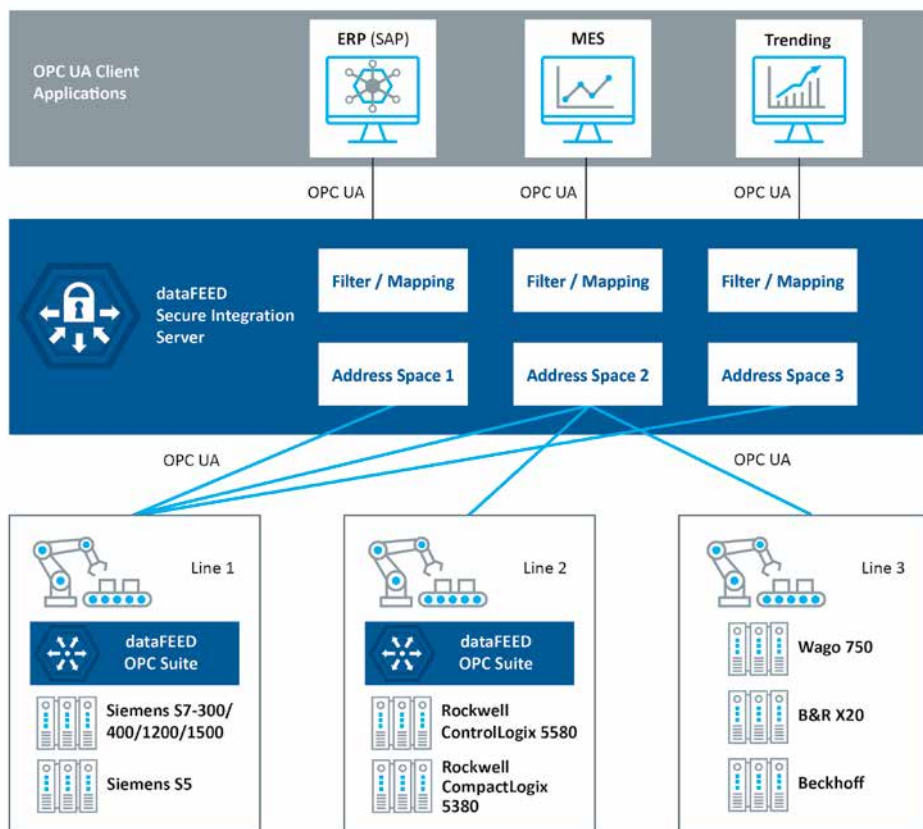 ERP (SAP)
MES
Trending
OPC UA Client
Applications
OPC UA
OPC UA
OPC UA
dataFEED
Secure Integration
Server
Filter / Mapping
Filter / Mapping
Filter / Mapping
Address Space 1
Address Space 2
Address Space 3
OPC UA
OPC UA
Line 1
dataFEED
OPC Suite
Siemens S7-300/
400/1200/1500
Siemens S5
Line 2
dataFEED
OPC Suite
Rockwell
ControlLogix 5580
Rockwell
CompactLogix
5380
Line 3
Wago 750
B&R X20
Beckhoff